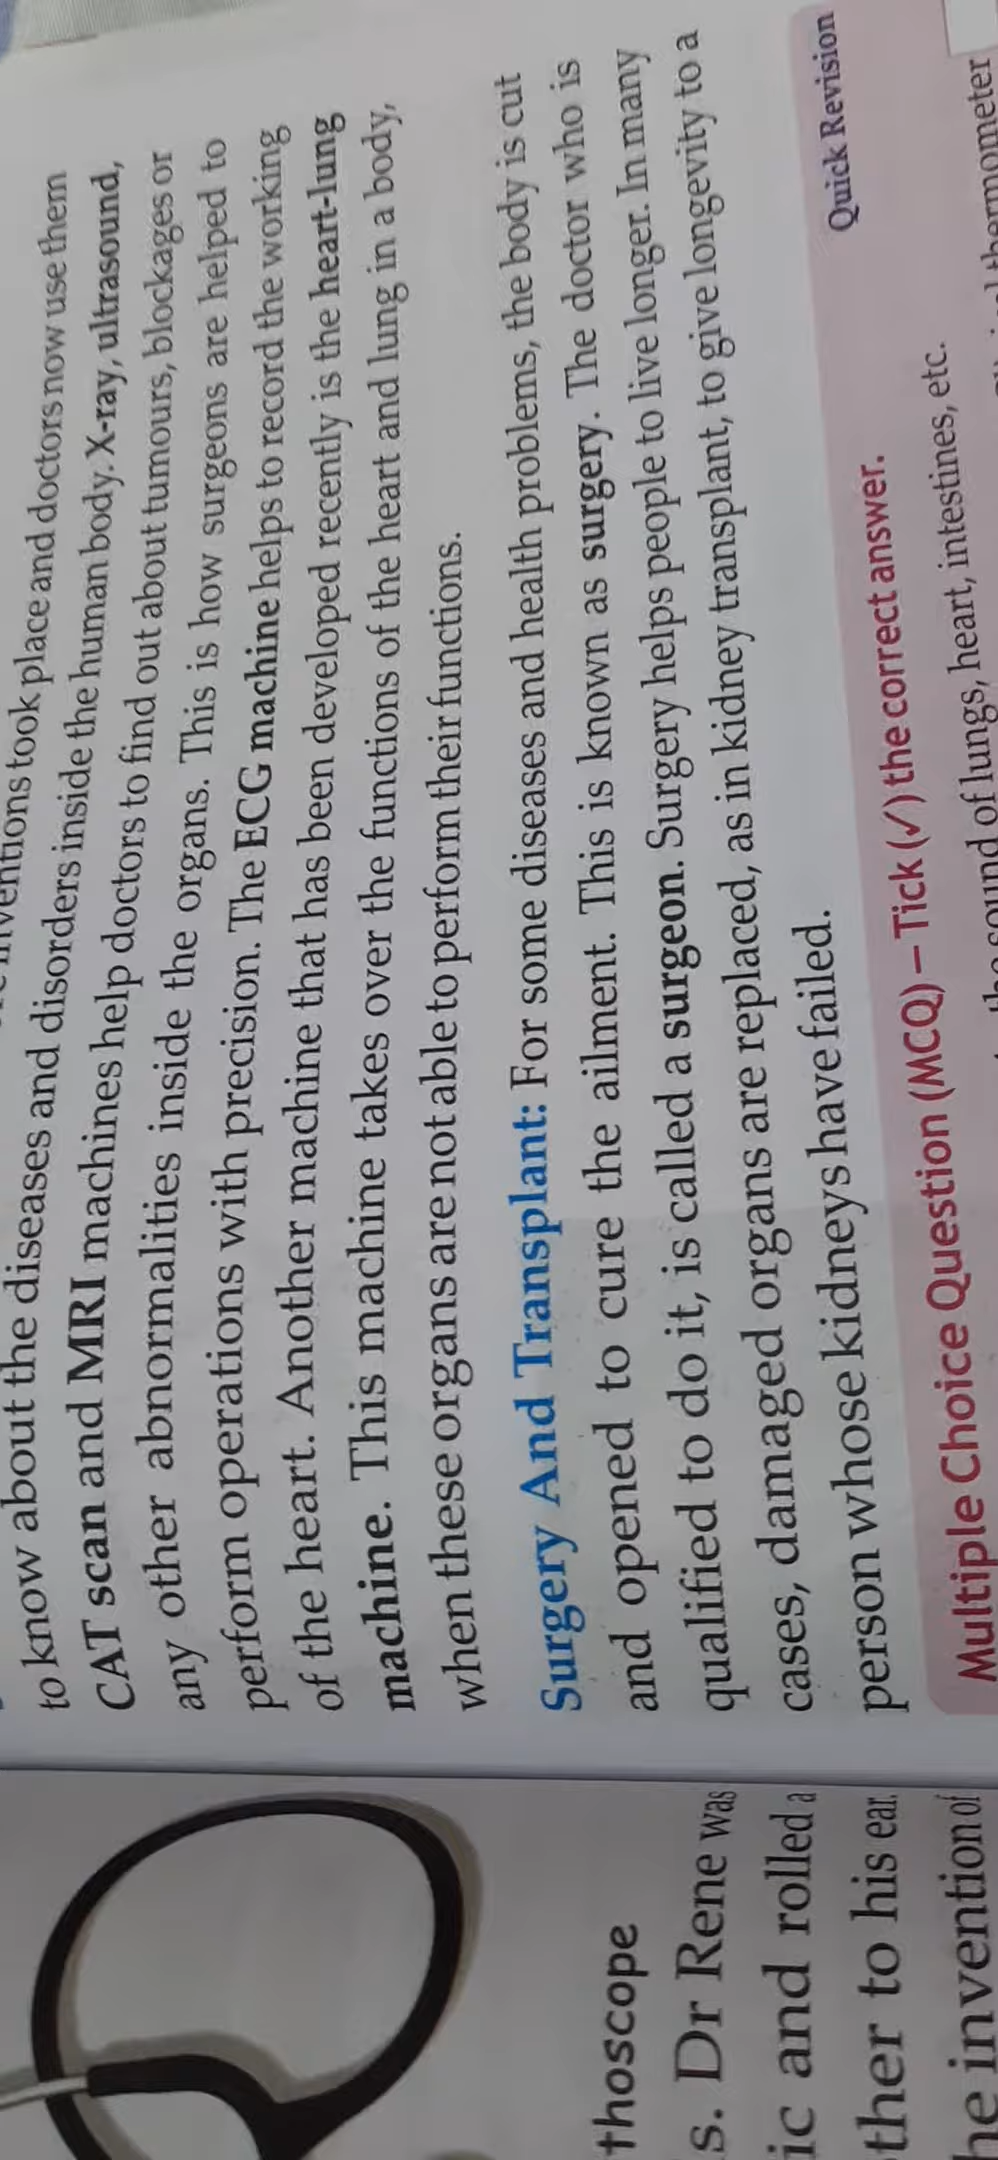 took place and doctors now use them
to know about the diseases and disorders inside the human body. X-ray, ultrasound,
CAT scan and MRI machines help doctors to find out about tumours, blockages or
any other abnormalities inside the organs. This is how surgeons are helped to
perform operations with precision. The ECG machine helps to record the working
of the heart. Another machine that has been developed recently is the heart-lung
machine. This machine takes over the functions of the heart and lung in a body,
when these organs are not able to perform their functions.
Surgery And Transplant: For some diseases and health problems, the body is cut
and opened to cure the ailment. This is known as surgery. The doctor who is
qualified to do it, is called a surgeon. Surgery helps people to live longer. In many
cases, damaged organs are replaced, as in kidney transplant, to give longevity to a
person whose kidneys have failed.
Quick Revision
Multiple Choice Question (MCQ) – Tick (✓) the correct answer.
sound of lungs, heart, intestines, etc.
thermometer
thoscope
s. Dr Rene was
ic and rolled a
ther to his ear.
he invention of